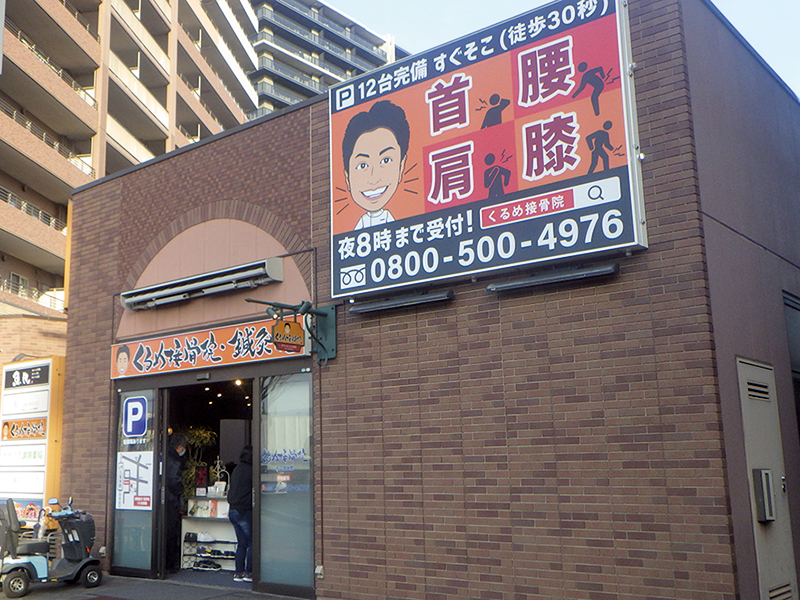 P 12台完備 すぐそこ(徒歩30秒)
首 腰
肩 膝
夜8時まで受付!
くるめ接骨院
0800-500-4976
くるめ接骨院・鍼灸
P